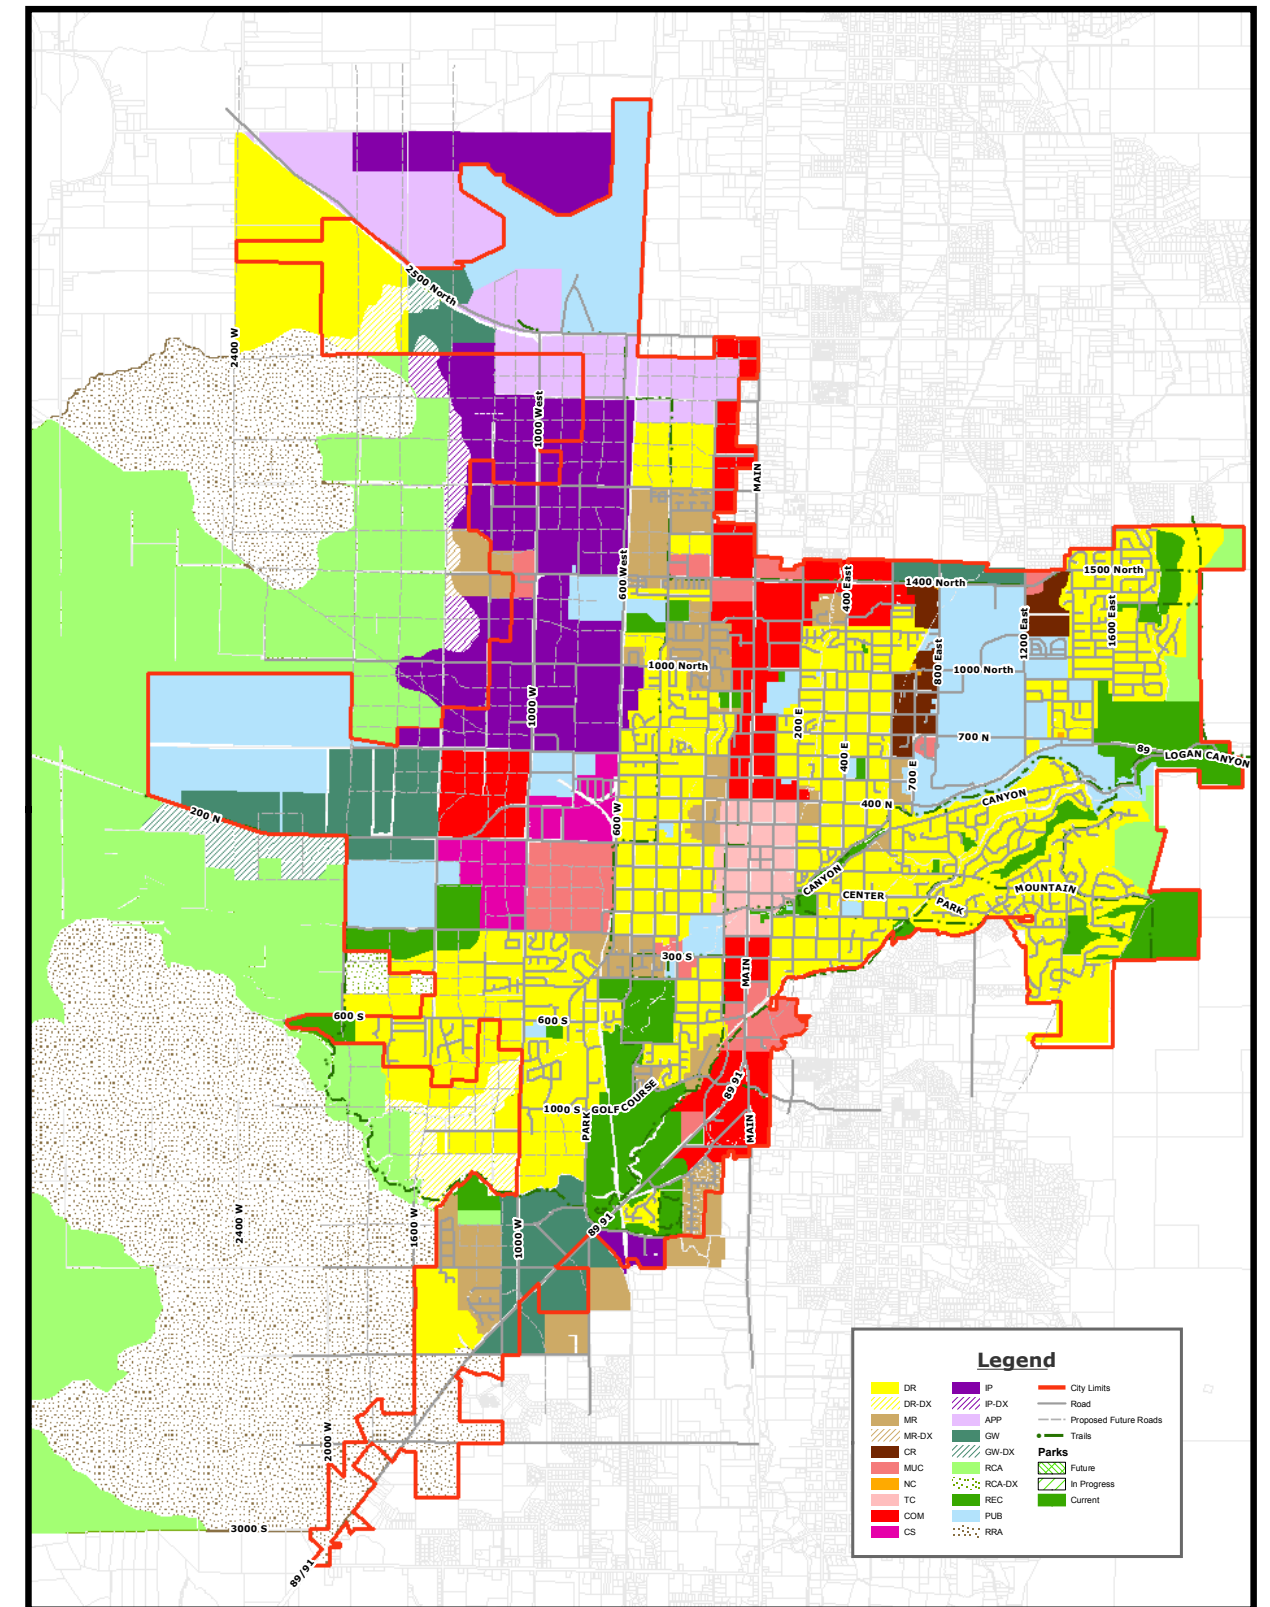 2500 North
2400 W
1000 West
MAIN
600 West
400 East
1400 North
1500 North
1200 East
1600 East
800 East
1000 North
1000 North
1000 W
200 E
400 E
700 N
700 E
89
LOGAN CANYON
CANYON
400 N
200 N
600 W
CANYON
CENTER
PARK
MOUNTAIN
300 S
MAIN
600 S
600 S
89 91
1000 S
GOLF COURSE
PARK
MAIN
2400 W
1600 W
1000 W
89 91
2000 W
3000 S
89/91
Legend
DR
DR-DX
MR
MR-DX
CR
MUC
NC
TC
COM
CS
IP
IP-DX
APP
GW
GW-DX
RCA
RCA-DX
REC
PUB
RRA
City Limits
Road
Proposed Future Roads
Trails
Parks
Future
In Progress
Current